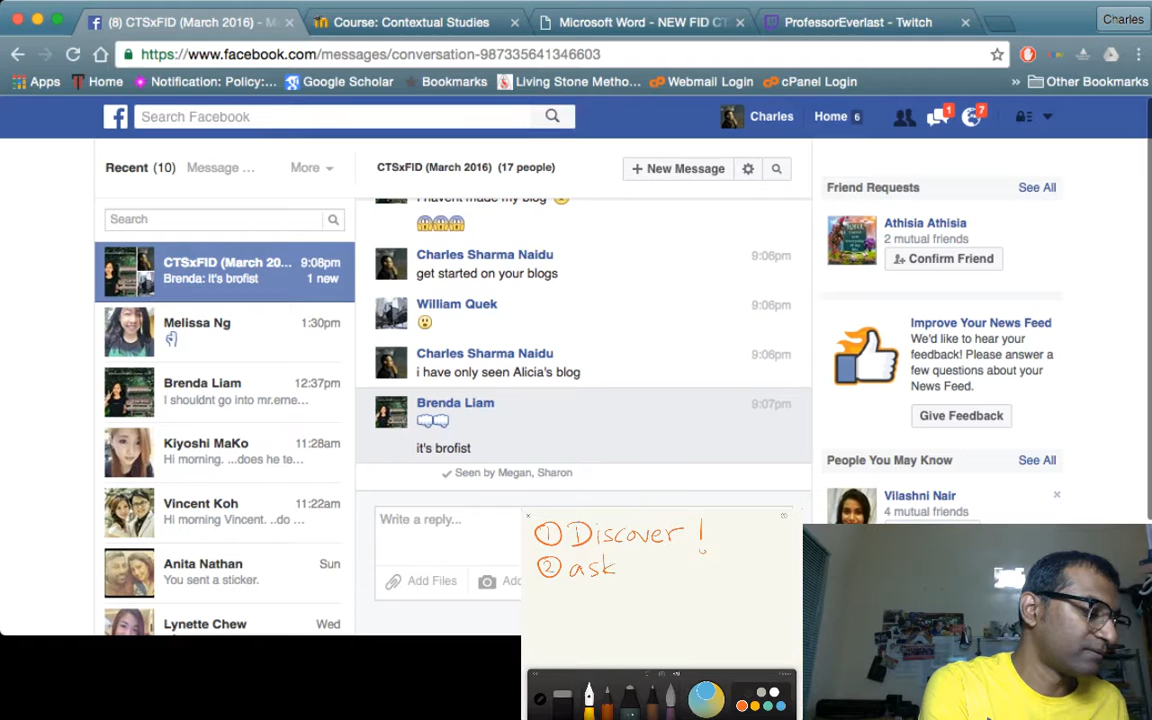 (8) CTSxFID (March 2016) - M
Course: Contextual Studies
Microsoft Word - NEW FID CT
ProfessorEverlast - Twitch
Charles
https://www.facebook.com/messages/conversation-987335641346603
Apps
Home
Notification: Policy:...
Google Scholar
Bookmarks
Living Stone Metho...
Webmail Login
cPanel Login
»
Other Bookmarks
Search Facebook
Charles
Home 6
1
7
Recent (10)
Message ...
More
CTSxFID (March 2016) (17 people)
+ New Message
Search
CTSxFID (March 20... 9:08pm
Brenda: it's brofist 1 new
Melissa Ng 1:30pm
Brenda Liam 12:37pm
I shouldnt go into mr.erne...
Kiyoshi MaKo 11:28am
Hi morning. ...does he te...
Vincent Koh 11:22am
Hi morning Vincent. ..do ...
Anita Nathan Thu
You sent a sticker.
Lynette Chew Wed
i havent made my blog
Charles Sharma Naidu 9:06pm
get started on your blogs
William Quek 9:06pm
Charles Sharma Naidu 9:06pm
i have only seen Alicia's blog
Brenda Liam 9:07pm
it's brofist
Seen by Megan, Sharon
Write a reply...
Add Files
Ad
① Discover !
② ask
Friend Requests See All
Athisia Athisia
2 mutual friends
Confirm Friend
Improve Your News Feed
We'd like to hear your
feedback! Please answer a
few questions about your
News Feed.
Give Feedback
People You May Know See All
Vilashni Nair
4 mutual friends